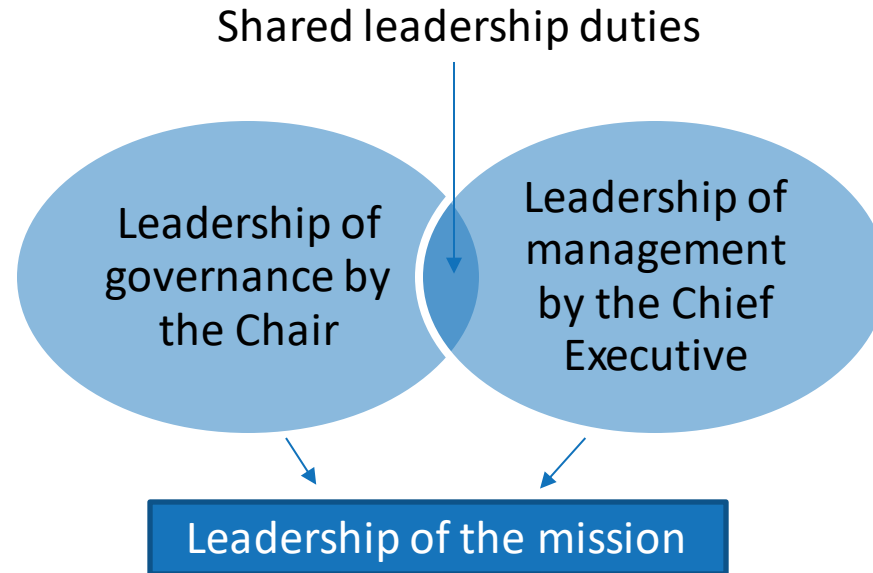 Shared leadership duties
Leadership of
governance by
the Chair
Leadership of
management
by the Chief
Executive
Leadership of the mission